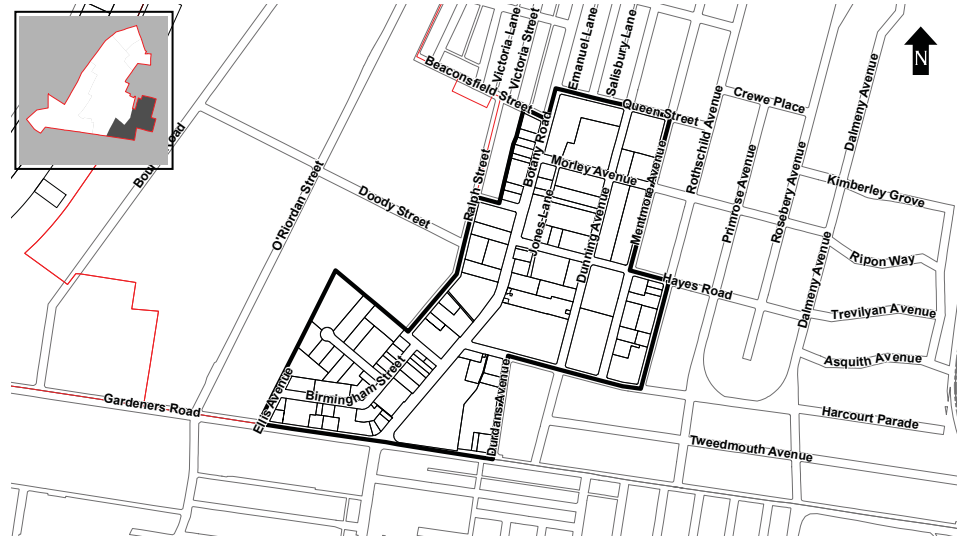 Victoria Lane
Victoria Street
Emanuel Lane
Salisbury Lane
N
Beaconsfield Street
Queen Street
Crewe Place
Dalmeny Avenue
Botany Road
Rothschild Avenue
Morley Avenue
Mentmore Avenue
Primrose Avenue
Rosebery Avenue
Kimberley Grove
O'Riordan Street
Doody Street
Ralph Street
Jones Lane
Dunning Avenue
Ripon Way
Hayes Road
Dalmeny Avenue
Trevilyan Avenue
Asquith Avenue
Birmingham Street
Ellis Avenue
Gardeners Road
Durdans Avenue
Harcourt Parade
Tweedmouth Avenue